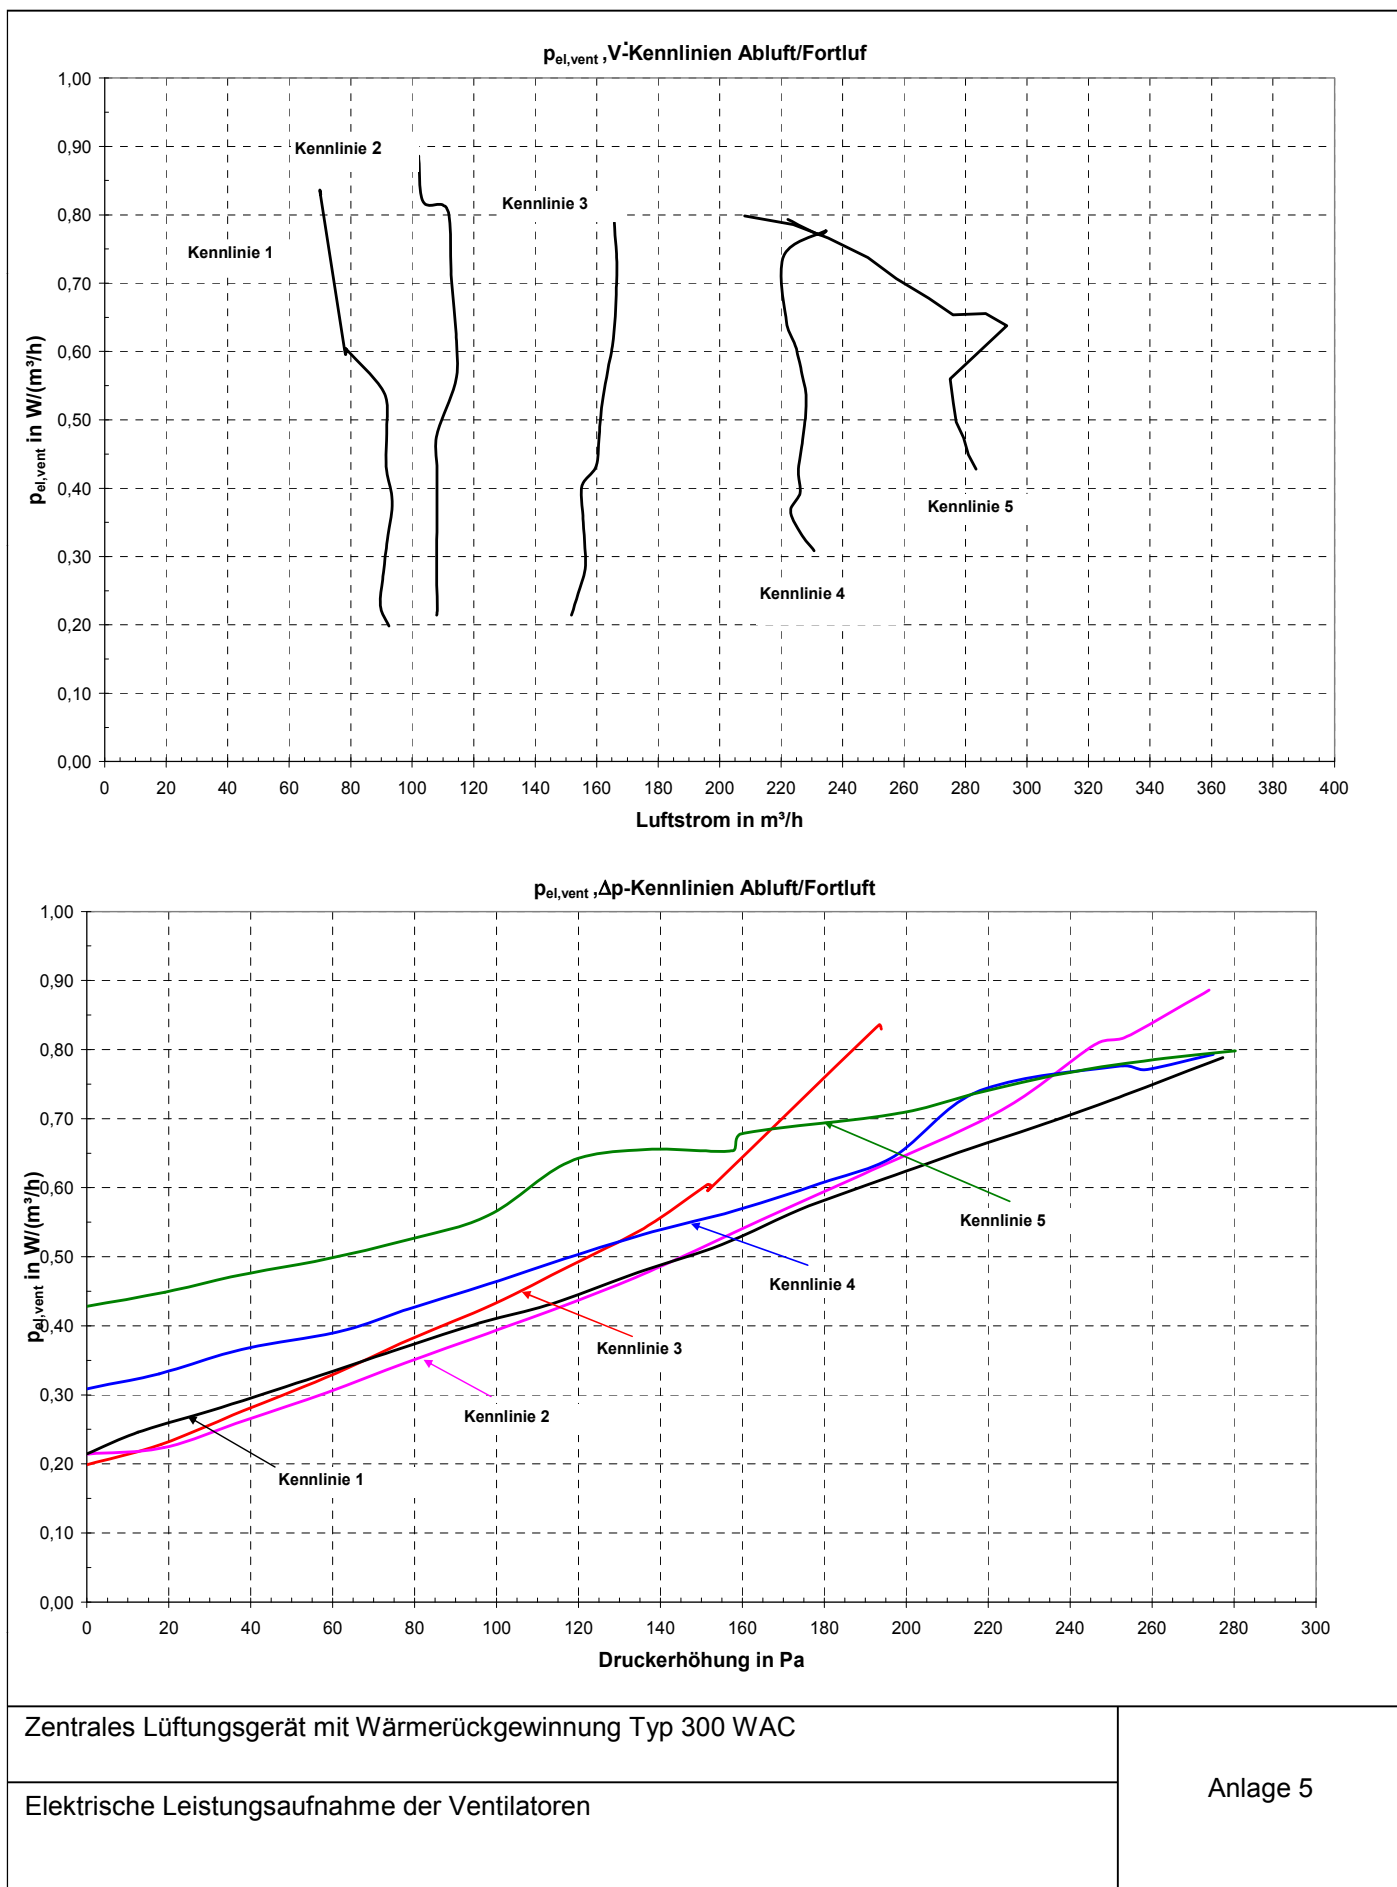 p_el,vent ,V̇-Kennlinien Abluft/Fortluf
1,00
0,90
0,80
0,70
0,60
0,50
0,40
0,30
0,20
0,10
0,00
p_el,vent in W/(m³/h)
Kennlinie 2
Kennlinie 3
Kennlinie 1
Kennlinie 5
Kennlinie 4
0 20 40 60 80 100 120 140 160 180 200 220 240 260 280 300 320 340 360 380 400
Luftstrom in m³/h
p_el,vent ,Δp-Kennlinien Abluft/Fortluft
1,00
0,90
0,80
0,70
0,60
0,50
0,40
0,30
0,20
0,10
0,00
p_el,vent in W/(m³/h)
Kennlinie 5
Kennlinie 4
Kennlinie 3
Kennlinie 2
Kennlinie 1
0 20 40 60 80 100 120 140 160 180 200 220 240 260 280 300
Druckerhöhung in Pa
Zentrales Lüftungsgerät mit Wärmerückgewinnung Typ 300 WAC
Elektrische Leistungsaufnahme der Ventilatoren
Anlage 5